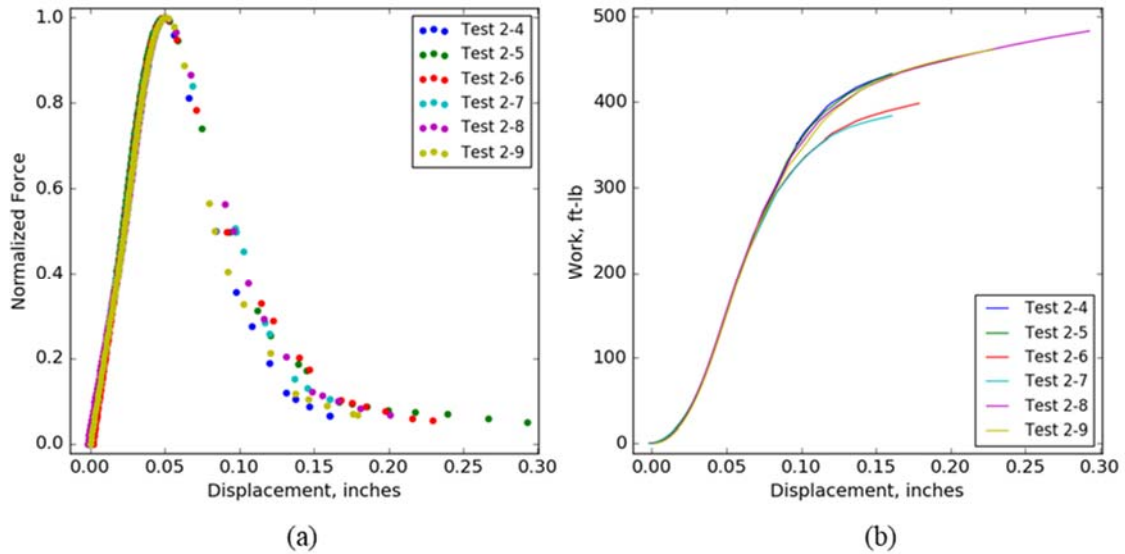 1.0
0.8
0.6
0.4
0.2
0.0
Normalized Force
0.00 0.05 0.10 0.15 0.20 0.25 0.30
Displacement, inches
Test 2-4
Test 2-5
Test 2-6
Test 2-7
Test 2-8
Test 2-9
(a)
500
400
300
200
100
0
Work, ft-lb
0.00 0.05 0.10 0.15 0.20 0.25 0.30
Displacement, inches
Test 2-4
Test 2-5
Test 2-6
Test 2-7
Test 2-8
Test 2-9
(b)